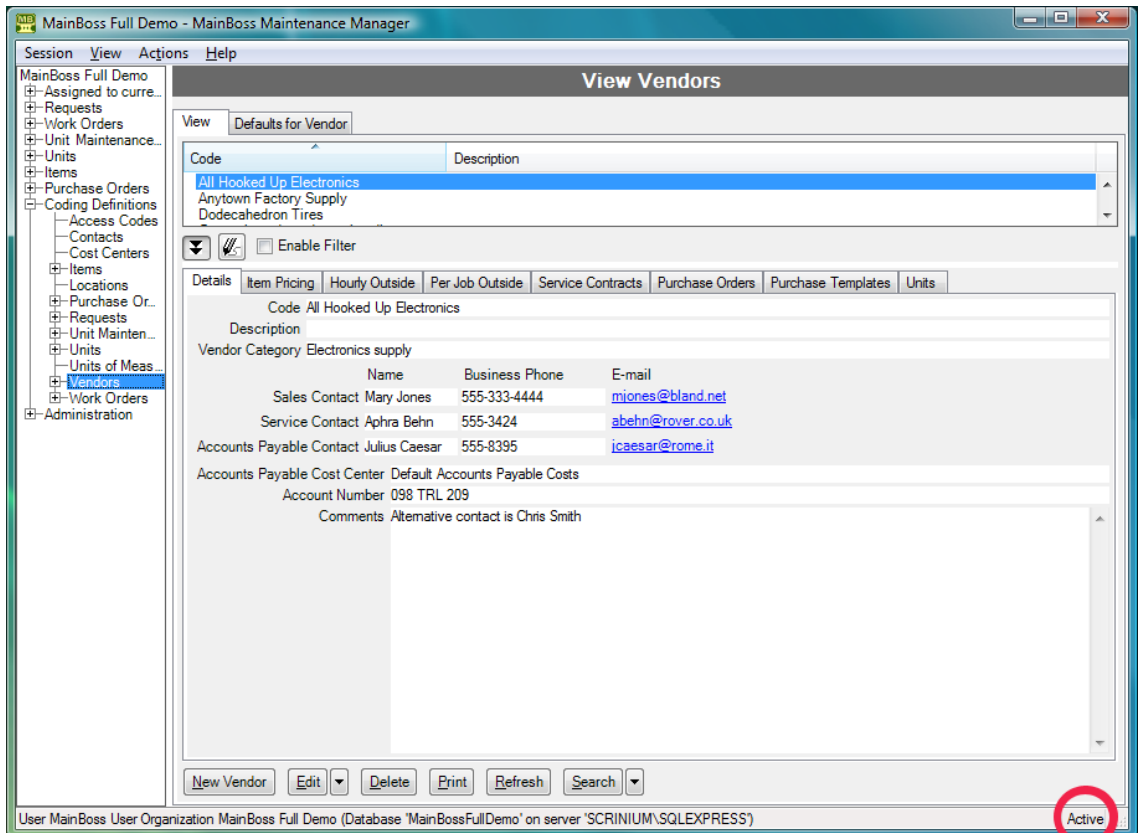 MainBoss Full Demo - MainBoss Maintenance Manager
Session View Actions Help
MainBoss Full Demo
Assigned to curre...
Requests
Work Orders
Unit Maintenance...
Units
Items
Purchase Orders
Coding Definitions
Access Codes
Contacts
Cost Centers
Items
Locations
Purchase Or...
Requests
Unit Mainten...
Units
Units of Meas...
Vendors
Work Orders
Administration
View Vendors
View Defaults for Vendor
Code Description
All Hooked Up Electronics
Anytown Factory Supply
Dodecahedron Tires
Enable Filter
Details Item Pricing Hourly Outside Per Job Outside Service Contracts Purchase Orders Purchase Templates Units
Code All Hooked Up Electronics
Description
Vendor Category Electronics supply
Name Business Phone E-mail
Sales Contact Mary Jones 555-333-4444 mjones@bland.net
Service Contact Aphra Behn 555-3424 abehn@rover.co.uk
Accounts Payable Contact Julius Caesar 555-8395 jcaesar@rome.it
Accounts Payable Cost Center Default Accounts Payable Costs
Account Number 098 TRL 209
Comments Alternative contact is Chris Smith
New Vendor Edit Delete Print Refresh Search
User MainBoss User Organization MainBoss Full Demo (Database 'MainBossFullDemo' on server 'SCRINIUM\SQLEXPRESS') Active